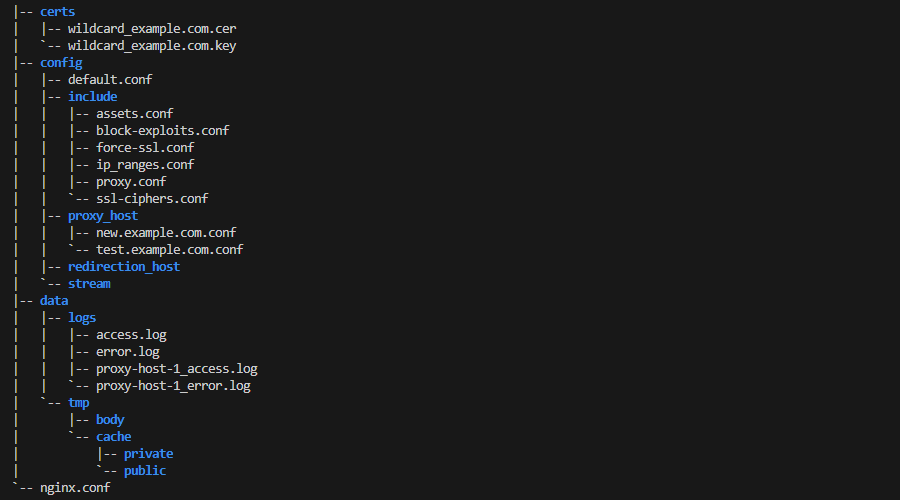 |-- certs
|   |-- wildcard_example.com.cer
|   `-- wildcard_example.com.key
|-- config
|   |-- default.conf
|   |-- include
|   |   |-- assets.conf
|   |   |-- block-exploits.conf
|   |   |-- force-ssl.conf
|   |   |-- ip_ranges.conf
|   |   |-- proxy.conf
|   |   `-- ssl-ciphers.conf
|   |-- proxy_host
|   |   |-- new.example.com.conf
|   |   `-- test.example.com.conf
|   |-- redirection_host
|   `-- stream
|-- data
|   |-- logs
|   |   |-- access.log
|   |   |-- error.log
|   |   |-- proxy-host-1_access.log
|   |   `-- proxy-host-1_error.log
|   `-- tmp
|       |-- body
|       `-- cache
|           |-- private
|           `-- public
`-- nginx.conf